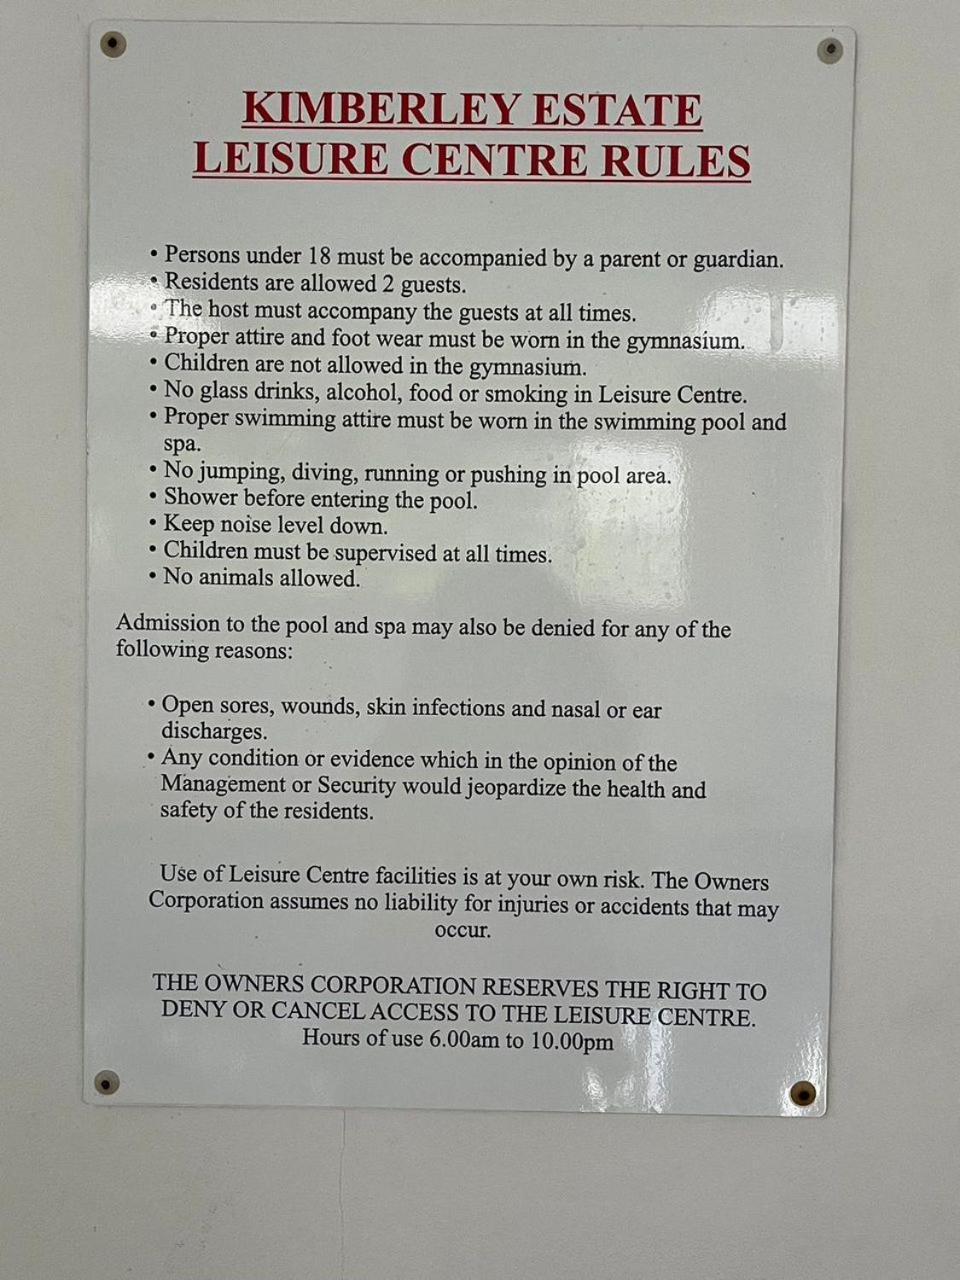 KIMBERLEY ESTATE
LEISURE CENTRE RULES
• Persons under 18 must be accompanied by a parent or guardian.
• Residents are allowed 2 guests.
• The host must accompany the guests at all times.
• Proper attire and foot wear must be worn in the gymnasium.
• Children are not allowed in the gymnasium.
• No glass drinks, alcohol, food or smoking in Leisure Centre.
• Proper swimming attire must be worn in the swimming pool and
spa.
• No jumping, diving, running or pushing in pool area.
• Shower before entering the pool.
• Keep noise level down.
• Children must be supervised at all times.
• No animals allowed.
Admission to the pool and spa may also be denied for any of the
following reasons:
• Open sores, wounds, skin infections and nasal or ear
discharges.
• Any condition or evidence which in the opinion of the
Management or Security would jeopardize the health and
safety of the residents.
Use of Leisure Centre facilities is at your own risk. The Owners
Corporation assumes no liability for injuries or accidents that may
occur.
THE OWNERS CORPORATION RESERVES THE RIGHT TO
DENY OR CANCEL ACCESS TO THE LEISURE CENTRE.
Hours of use 6.00am to 10.00pm